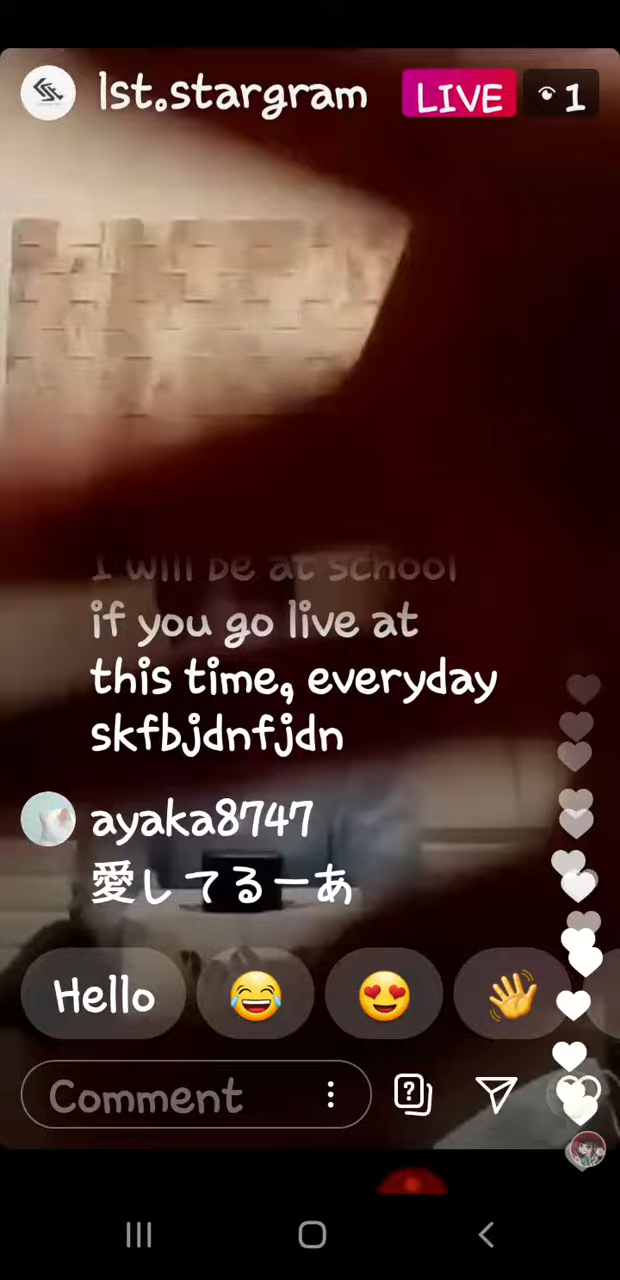 1st.stargram LIVE 1
I will be at school
if you go live at
this time, everyday
skfbjdnfjdn
ayaka8747
愛してるーあ
Hello
Comment